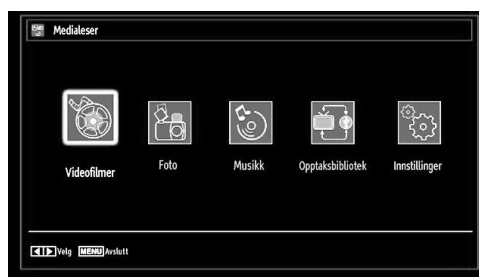 Medialeser
Videofilmer Foto Musikk Opptaksbibliotek Innstillinger
Velg MENU Avslutt